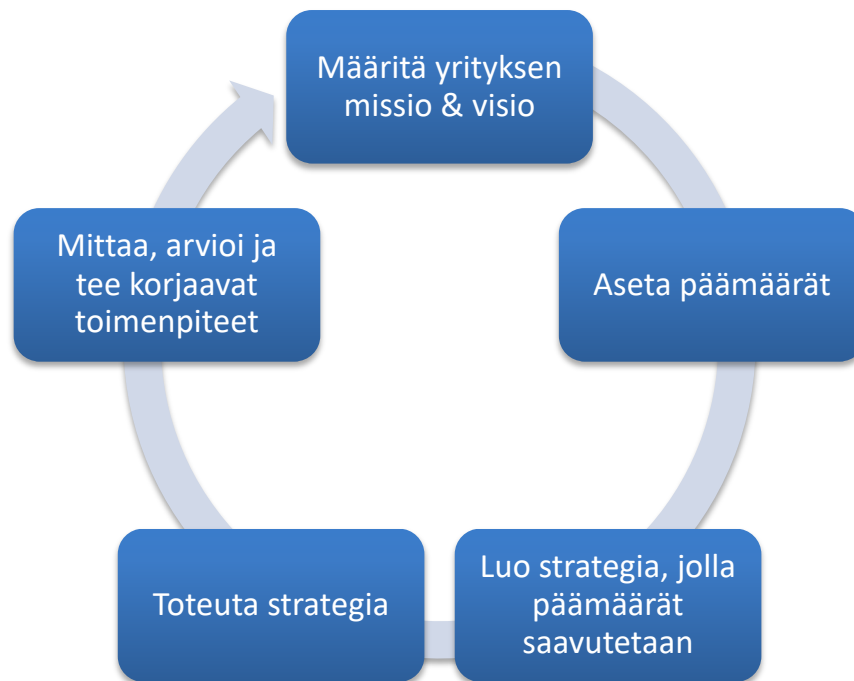 Määritä yrityksen
missio & visio
Aseta päämäärät
Luo strategia, jolla
päämäärät
saavutetaan
Toteuta strategia
Mittaa, arvioi ja
tee korjaavat
toimenpiteet